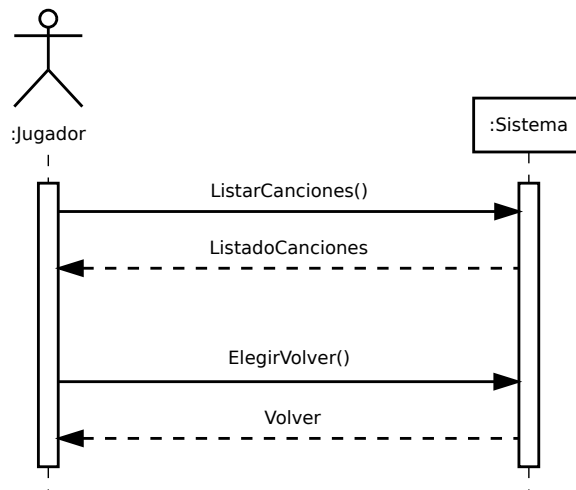 :Jugador
:Sistema
ListarCanciones()
ListadoCanciones
ElegirVolver()
Volver